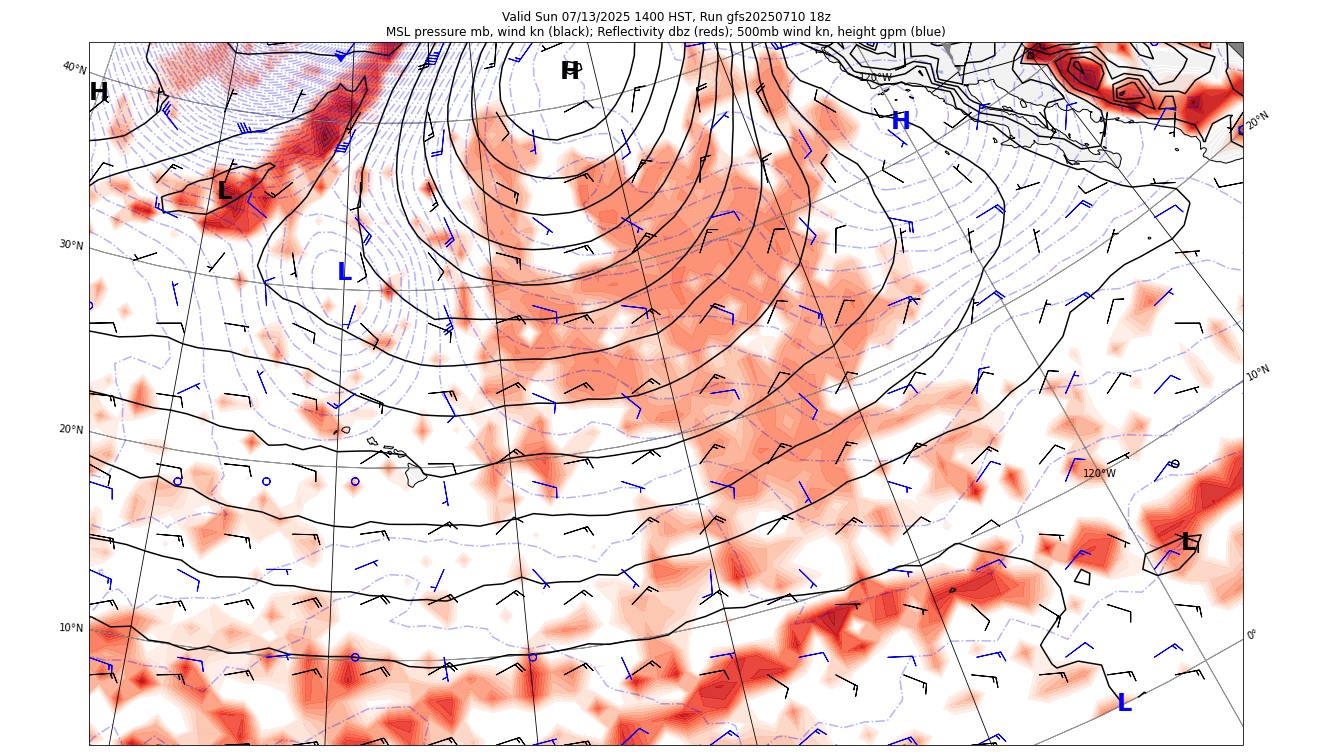 Valid Sun 07/13/2025 1400 HST, Run gfs20250710 18z
MSL pressure mb, wind kn (black); Reflectivity dbz (reds); 500mb wind kn, height gpm (blue)
40°N
H
H
120°W
H
20°N
L
30°N
L
10°N
20°N
120°W
L
10°N
0°
L